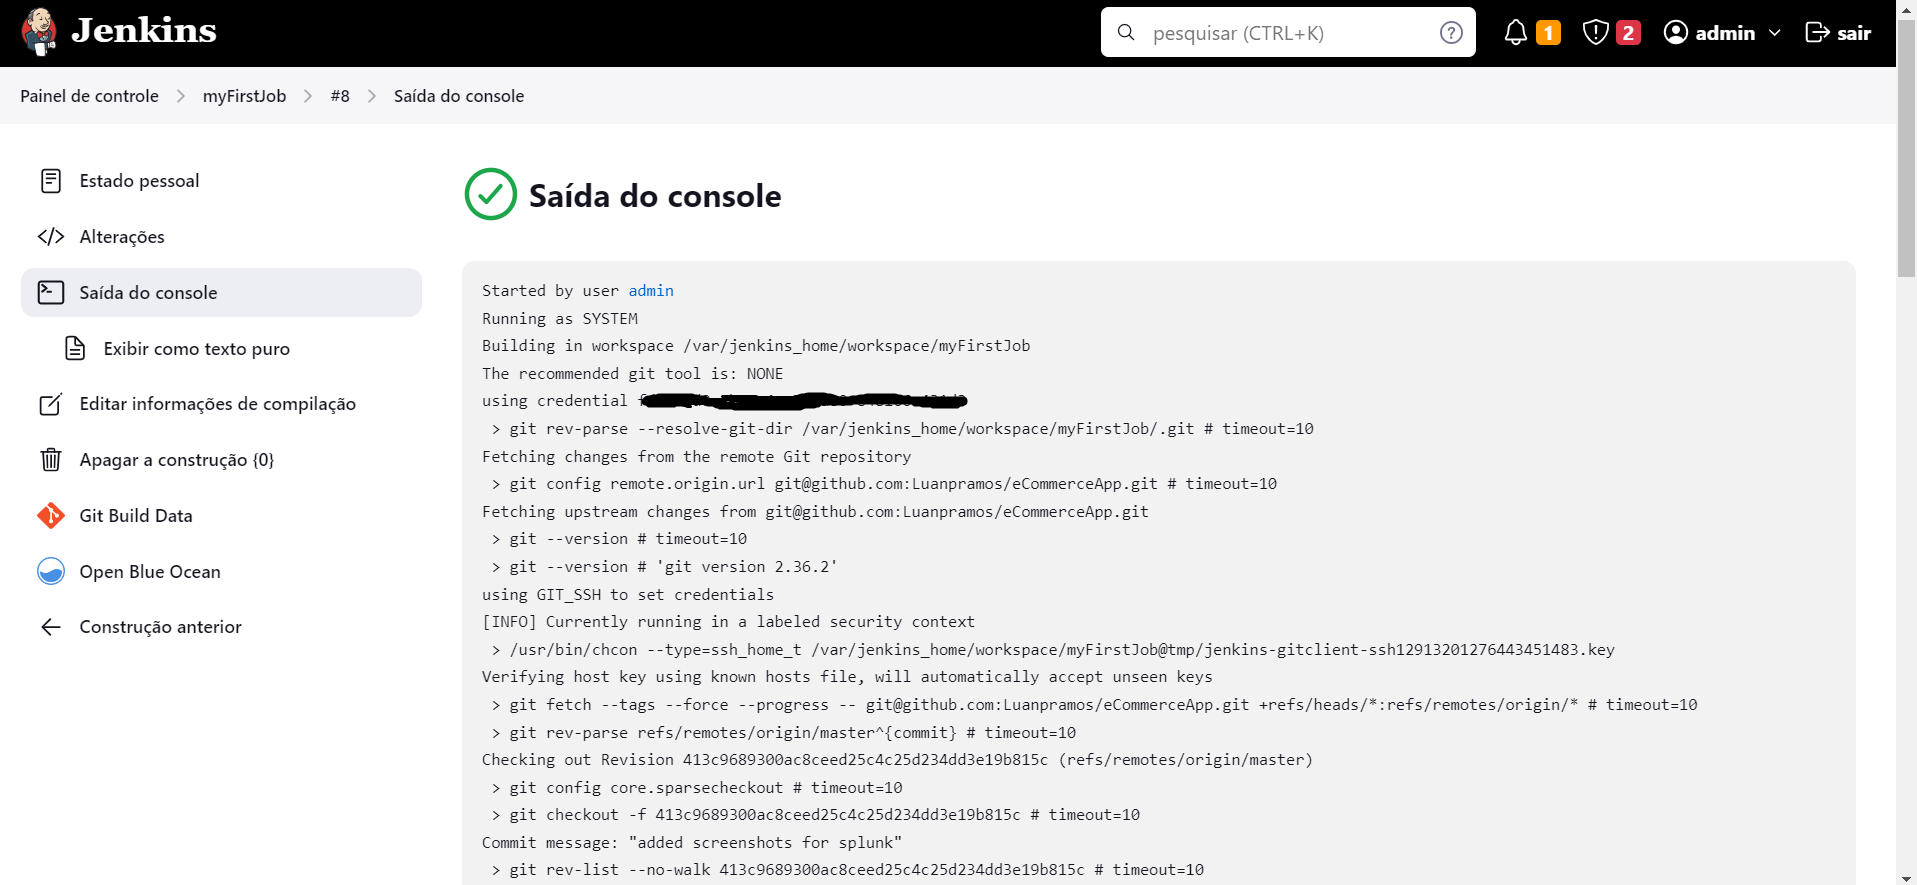 Jenkins
pesquisar (CTRL+K)
1
2
admin
sair
Painel de controle
myFirstJob
#8
Saída do console
Estado pessoal
Alterações
Saída do console
Exibir como texto puro
Editar informações de compilação
Apagar a construção {0}
Git Build Data
Open Blue Ocean
Construção anterior
Saída do console
Started by user admin
Running as SYSTEM
Building in workspace /var/jenkins_home/workspace/myFirstJob
The recommended git tool is: NONE
using credential
> git rev-parse --resolve-git-dir /var/jenkins_home/workspace/myFirstJob/.git # timeout=10
Fetching changes from the remote Git repository
> git config remote.origin.url git@github.com:Luanpramos/eCommerceApp.git # timeout=10
Fetching upstream changes from git@github.com:Luanpramos/eCommerceApp.git
> git --version # timeout=10
> git --version # 'git version 2.36.2'
using GIT_SSH to set credentials
[INFO] Currently running in a labeled security context
> /usr/bin/chcon --type=ssh_home_t /var/jenkins_home/workspace/myFirstJob@tmp/jenkins-gitclient-ssh12913201276443451483.key
Verifying host key using known hosts file, will automatically accept unseen keys
> git fetch --tags --force --progress -- git@github.com:Luanpramos/eCommerceApp.git +refs/heads/*:refs/remotes/origin/* # timeout=10
> git rev-parse refs/remotes/origin/master^{commit} # timeout=10
Checking out Revision 413c9689300ac8ceed25c4c25d234dd3e19b815c (refs/remotes/origin/master)
> git config core.sparsecheckout # timeout=10
> git checkout -f 413c9689300ac8ceed25c4c25d234dd3e19b815c # timeout=10
Commit message: "added screenshots for splunk"
> git rev-list --no-walk 413c9689300ac8ceed25c4c25d234dd3e19b815c # timeout=10